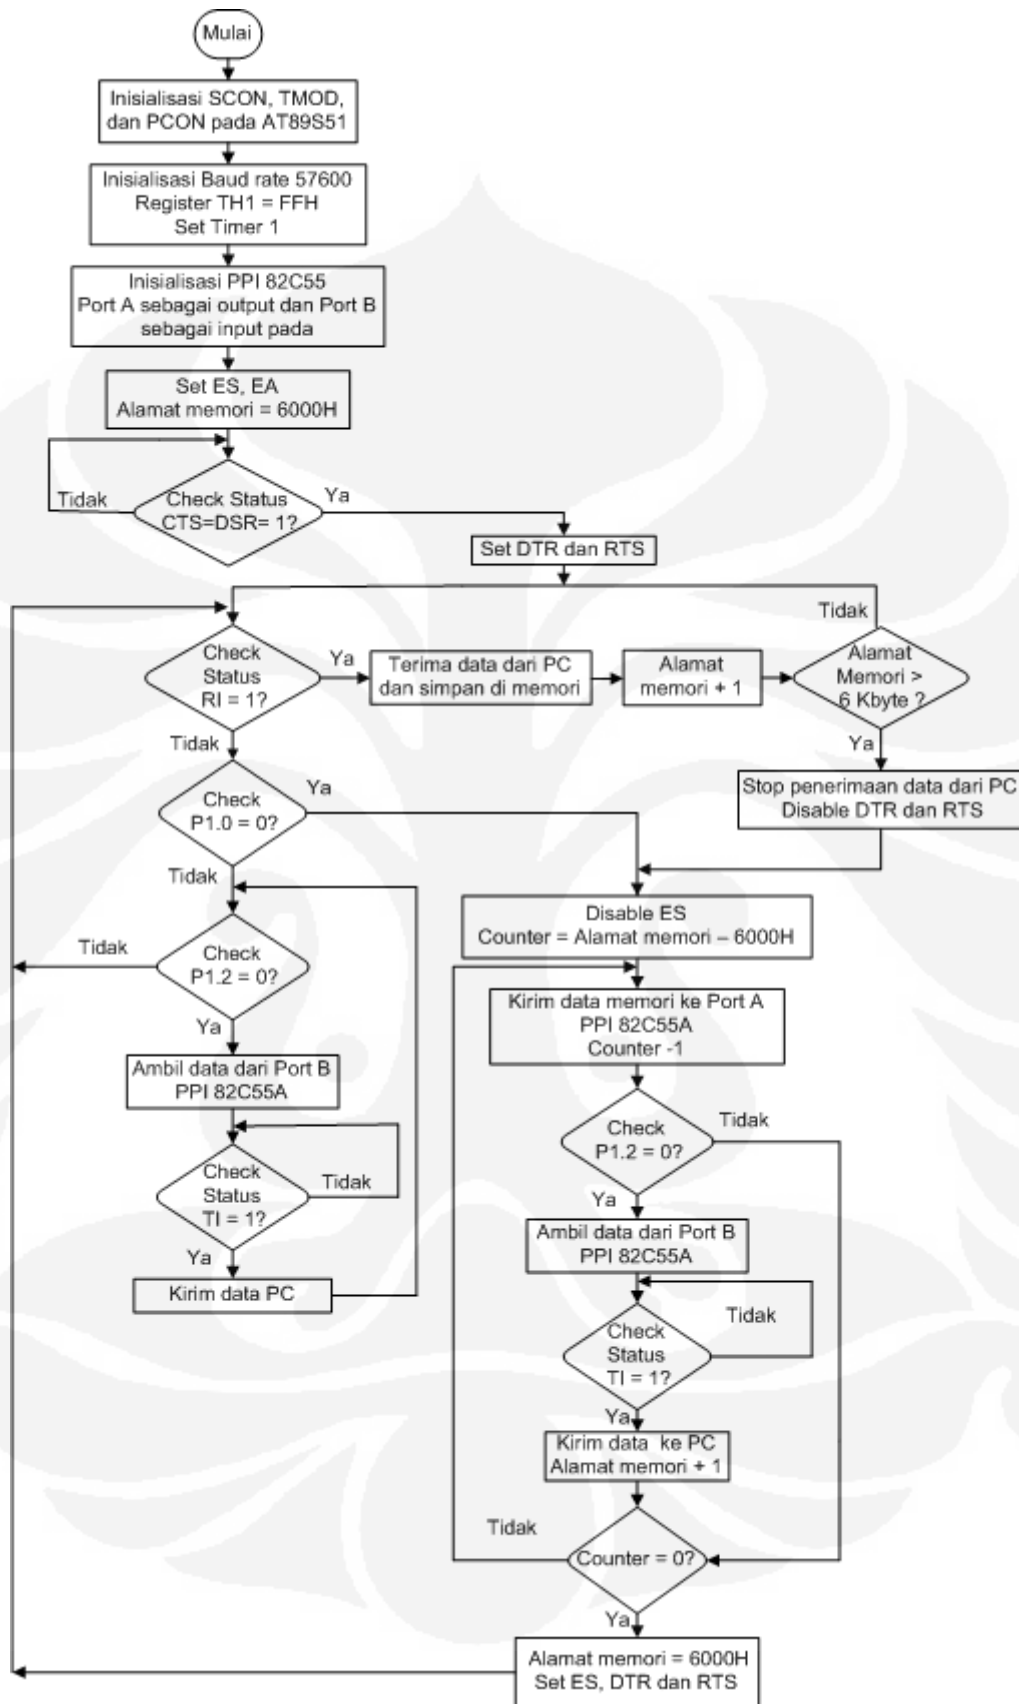 Mulai
Inisialisasi SCON, TMOD,
dan PCON pada AT89S51
Inisialisasi Baud rate 57600
Register TH1 = FFH
Set Timer 1
Inisialisasi PPI 82C55
Port A sebagai output dan Port B
sebagai input pada
Set ES, EA
Alamat memori = 6000H
Tidak
Check Status
CTS=DSR= 1?
Ya
Set DTR dan RTS
Tidak
Check
Status
RI = 1?
Ya
Terima data dari PC
dan simpan di memori
Alamat
memori + 1
Alamat
Memori >
6 Kbyte ?
Tidak
Ya
Stop penerimaan data dari PC
Disable DTR dan RTS
Check
P1.0 = 0?
Ya
Tidak
Disable ES
Counter = Alamat memori – 6000H
Tidak
Check
P1.2 = 0?
Ya
Kirim data memori ke Port A
PPI 82C55A
Counter -1
Ambil data dari Port B
PPI 82C55A
Check
P1.2 = 0?
Tidak
Ya
Check
Status
TI = 1?
Tidak
Ya
Kirim data PC
Ambil data dari Port B
PPI 82C55A
Check
Status
TI = 1?
Tidak
Ya
Kirim data ke PC
Alamat memori + 1
Tidak
Counter = 0?
Ya
Alamat memori = 6000H
Set ES, DTR dan RTS